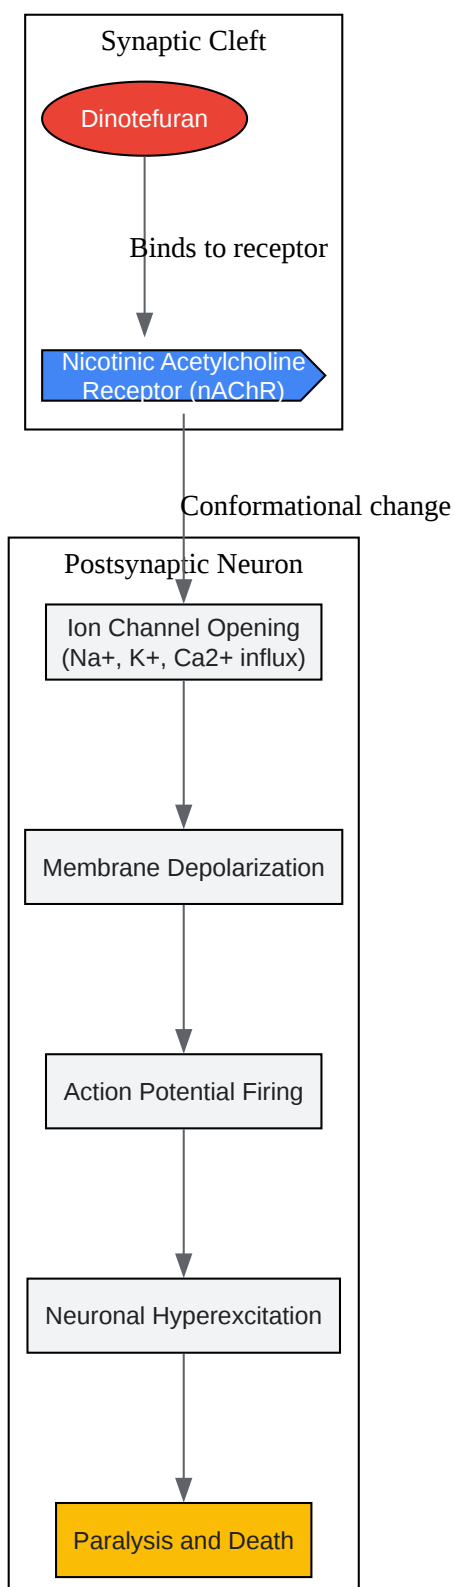 Synaptic Cleft
Dinotefuran
Binds to receptor
Nicotinic Acetylcholine
Receptor (nAChR)
Conformational change
Postsynaptic Neuron
Ion Channel Opening
(Na+, K+, Ca2+ influx)
Membrane Depolarization
Action Potential Firing
Neuronal Hyperexcitation
Paralysis and Death